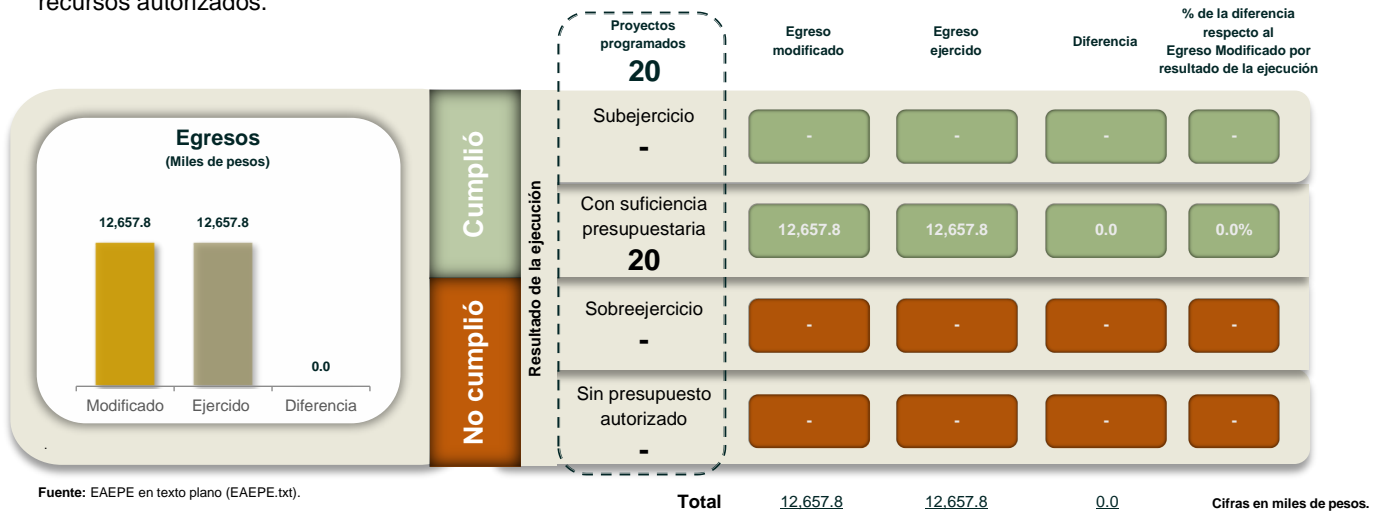 recursos autorizados.
Proyectos
programados
20
Egreso
modificado
Egreso
ejercido
Diferencia
% de la diferencia
respecto al
Egreso Modificado por
resultado de la ejecución
Egresos
(Miles de pesos)
12,657.8
12,657.8
0.0
Modificado
Ejercido
Diferencia
.
Cumplió
No cumplió
Resultado de la ejecución
Subejercicio
-
- - - -
Con suficiencia
presupuestaria
20
12,657.8 12,657.8 0.0 0.0%
Sobreejercicio
-
- - - -
Sin presupuesto
autorizado
-
- - - -
Fuente: EAEPE en texto plano (EAEPE.txt).
Total 12,657.8 12,657.8 0.0 Cifras en miles de pesos.